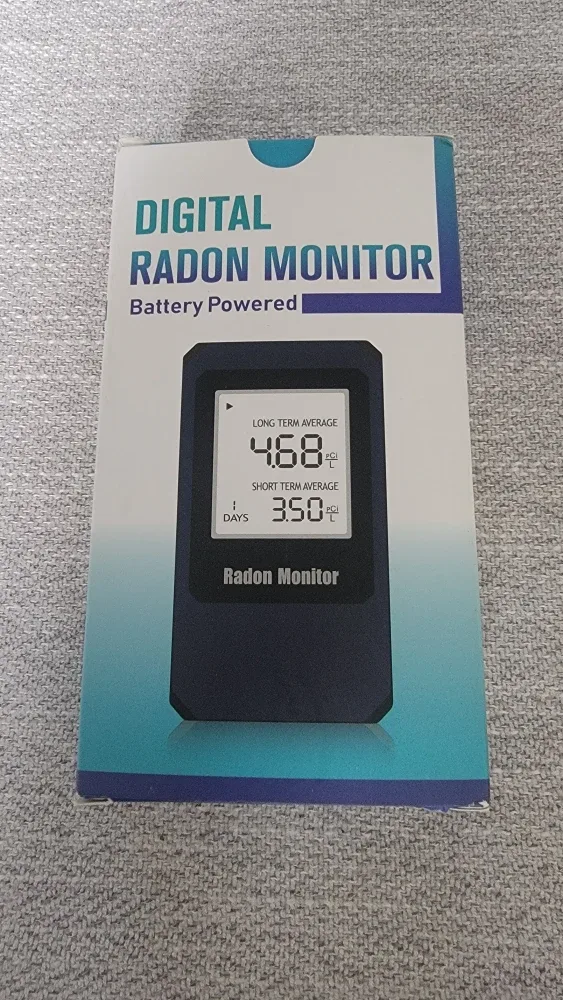 DIGITAL
RADON MONITOR
Battery Powered
LONG TERM AVERAGE
4.68 pCi/L
SHORT TERM AVERAGE
1 DAYS 3.50 pCi/L
Radon Monitor